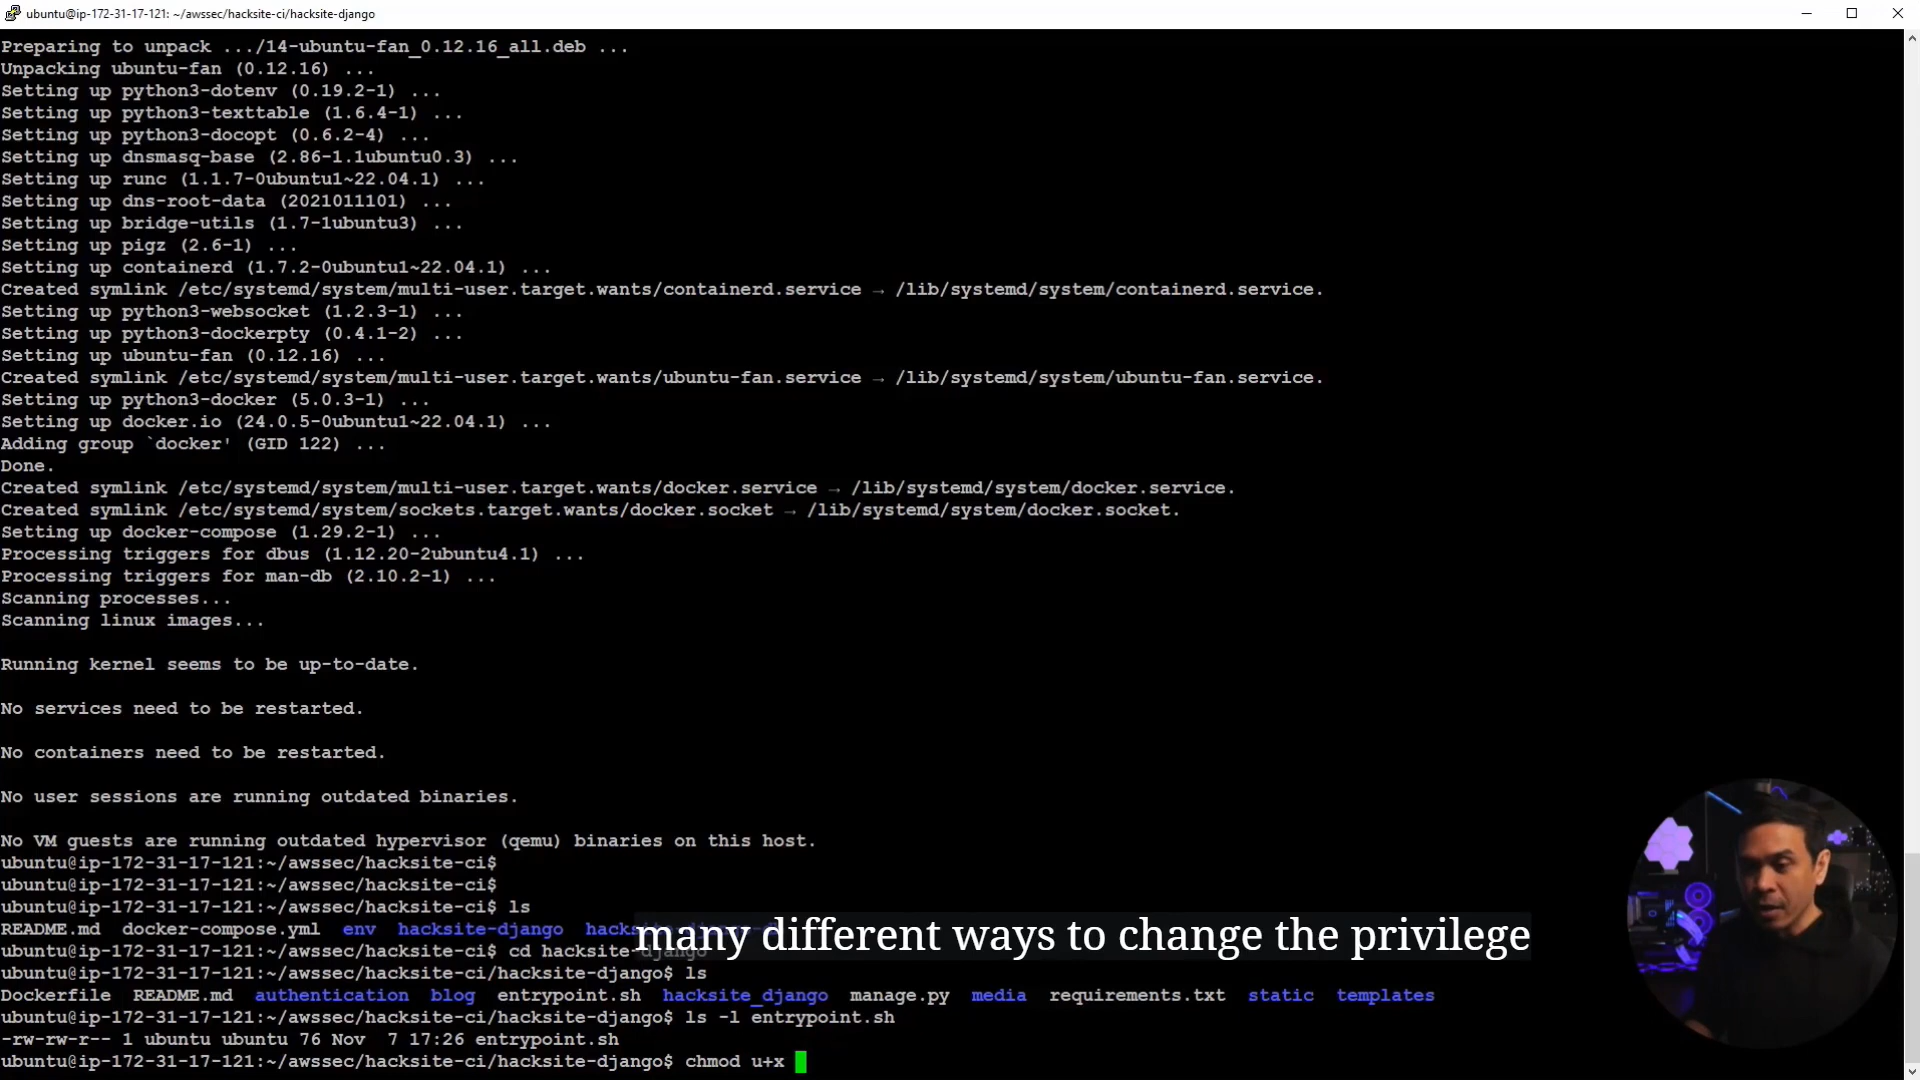 ubuntu@ip-172-31-17-121: ~/awssec/hacksite-ci/hacksite-django
Preparing to unpack .../14-ubuntu-fan_0.12.16_all.deb ...
Unpacking ubuntu-fan (0.12.16) ...
Setting up python3-dotenv (0.19.2-1) ...
Setting up python3-texttable (1.6.4-1) ...
Setting up python3-docopt (0.6.2-4) ...
Setting up dnsmasq-base (2.86-1.1ubuntu0.3) ...
Setting up runc (1.1.7-0ubuntu1~22.04.1) ...
Setting up dns-root-data (2021011101) ...
Setting up bridge-utils (1.7-1ubuntu3) ...
Setting up pigz (2.6-1) ...
Setting up containerd (1.7.2-0ubuntu1~22.04.1) ...
Created symlink /etc/systemd/system/multi-user.target.wants/containerd.service → /lib/systemd/system/containerd.service.
Setting up python3-websocket (1.2.3-1) ...
Setting up python3-dockerpty (0.4.1-2) ...
Setting up ubuntu-fan (0.12.16) ...
Created symlink /etc/systemd/system/multi-user.target.wants/ubuntu-fan.service → /lib/systemd/system/ubuntu-fan.service.
Setting up python3-docker (5.0.3-1) ...
Setting up docker.io (24.0.5-0ubuntu1~22.04.1) ...
Adding group `docker' (GID 122) ...
Done.
Created symlink /etc/systemd/system/multi-user.target.wants/docker.service → /lib/systemd/system/docker.service.
Created symlink /etc/systemd/system/sockets.target.wants/docker.socket → /lib/systemd/system/docker.socket.
Setting up docker-compose (1.29.2-1) ...
Processing triggers for dbus (1.12.20-2ubuntu4.1) ...
Processing triggers for man-db (2.10.2-1) ...
Scanning processes...
Scanning linux images...
Running kernel seems to be up-to-date.
No services need to be restarted.
No containers need to be restarted.
No user sessions are running outdated binaries.
No VM guests are running outdated hypervisor (qemu) binaries on this host.
ubuntu@ip-172-31-17-121:~/awssec/hacksite-ci$
ubuntu@ip-172-31-17-121:~/awssec/hacksite-ci$
ubuntu@ip-172-31-17-121:~/awssec/hacksite-ci$ ls
README.md docker-compose.yml env hacksite-django
many different ways to change the privilege
ubuntu@ip-172-31-17-121:~/awssec/hacksite-ci$ cd hacksite-django
ubuntu@ip-172-31-17-121:~/awssec/hacksite-ci/hacksite-django$ ls
Dockerfile README.md authentication blog entrypoint.sh hacksite_django manage.py media requirements.txt static templates
ubuntu@ip-172-31-17-121:~/awssec/hacksite-ci/hacksite-django$ ls -l entrypoint.sh
-rw-rw-r-- 1 ubuntu ubuntu 76 Nov 7 17:26 entrypoint.sh
ubuntu@ip-172-31-17-121:~/awssec/hacksite-ci/hacksite-django$ chmod u+x